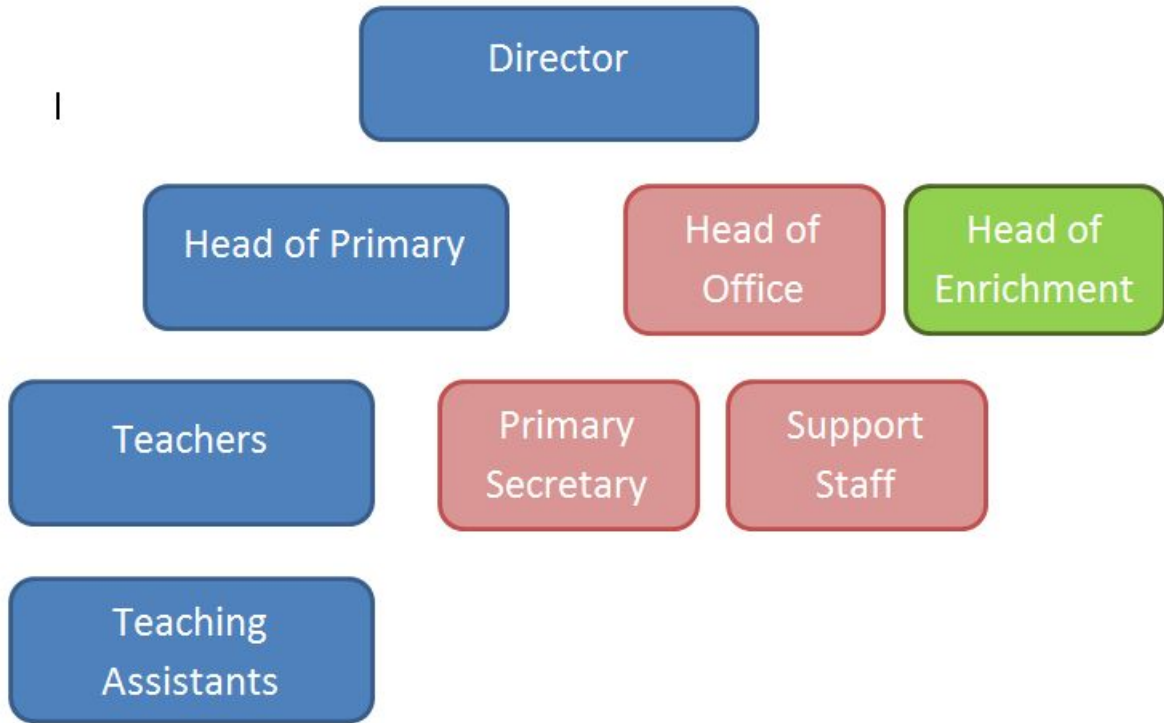 Director
Head of Primary
Head of
Office
Head of
Enrichment
Teachers
Primary
Secretary
Support
Staff
Teaching
Assistants